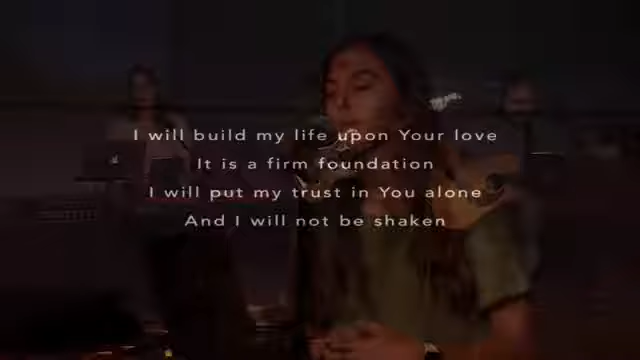 I will build my life upon Your love
It is a firm foundation
I will put my trust in You alone
And I will not be shaken